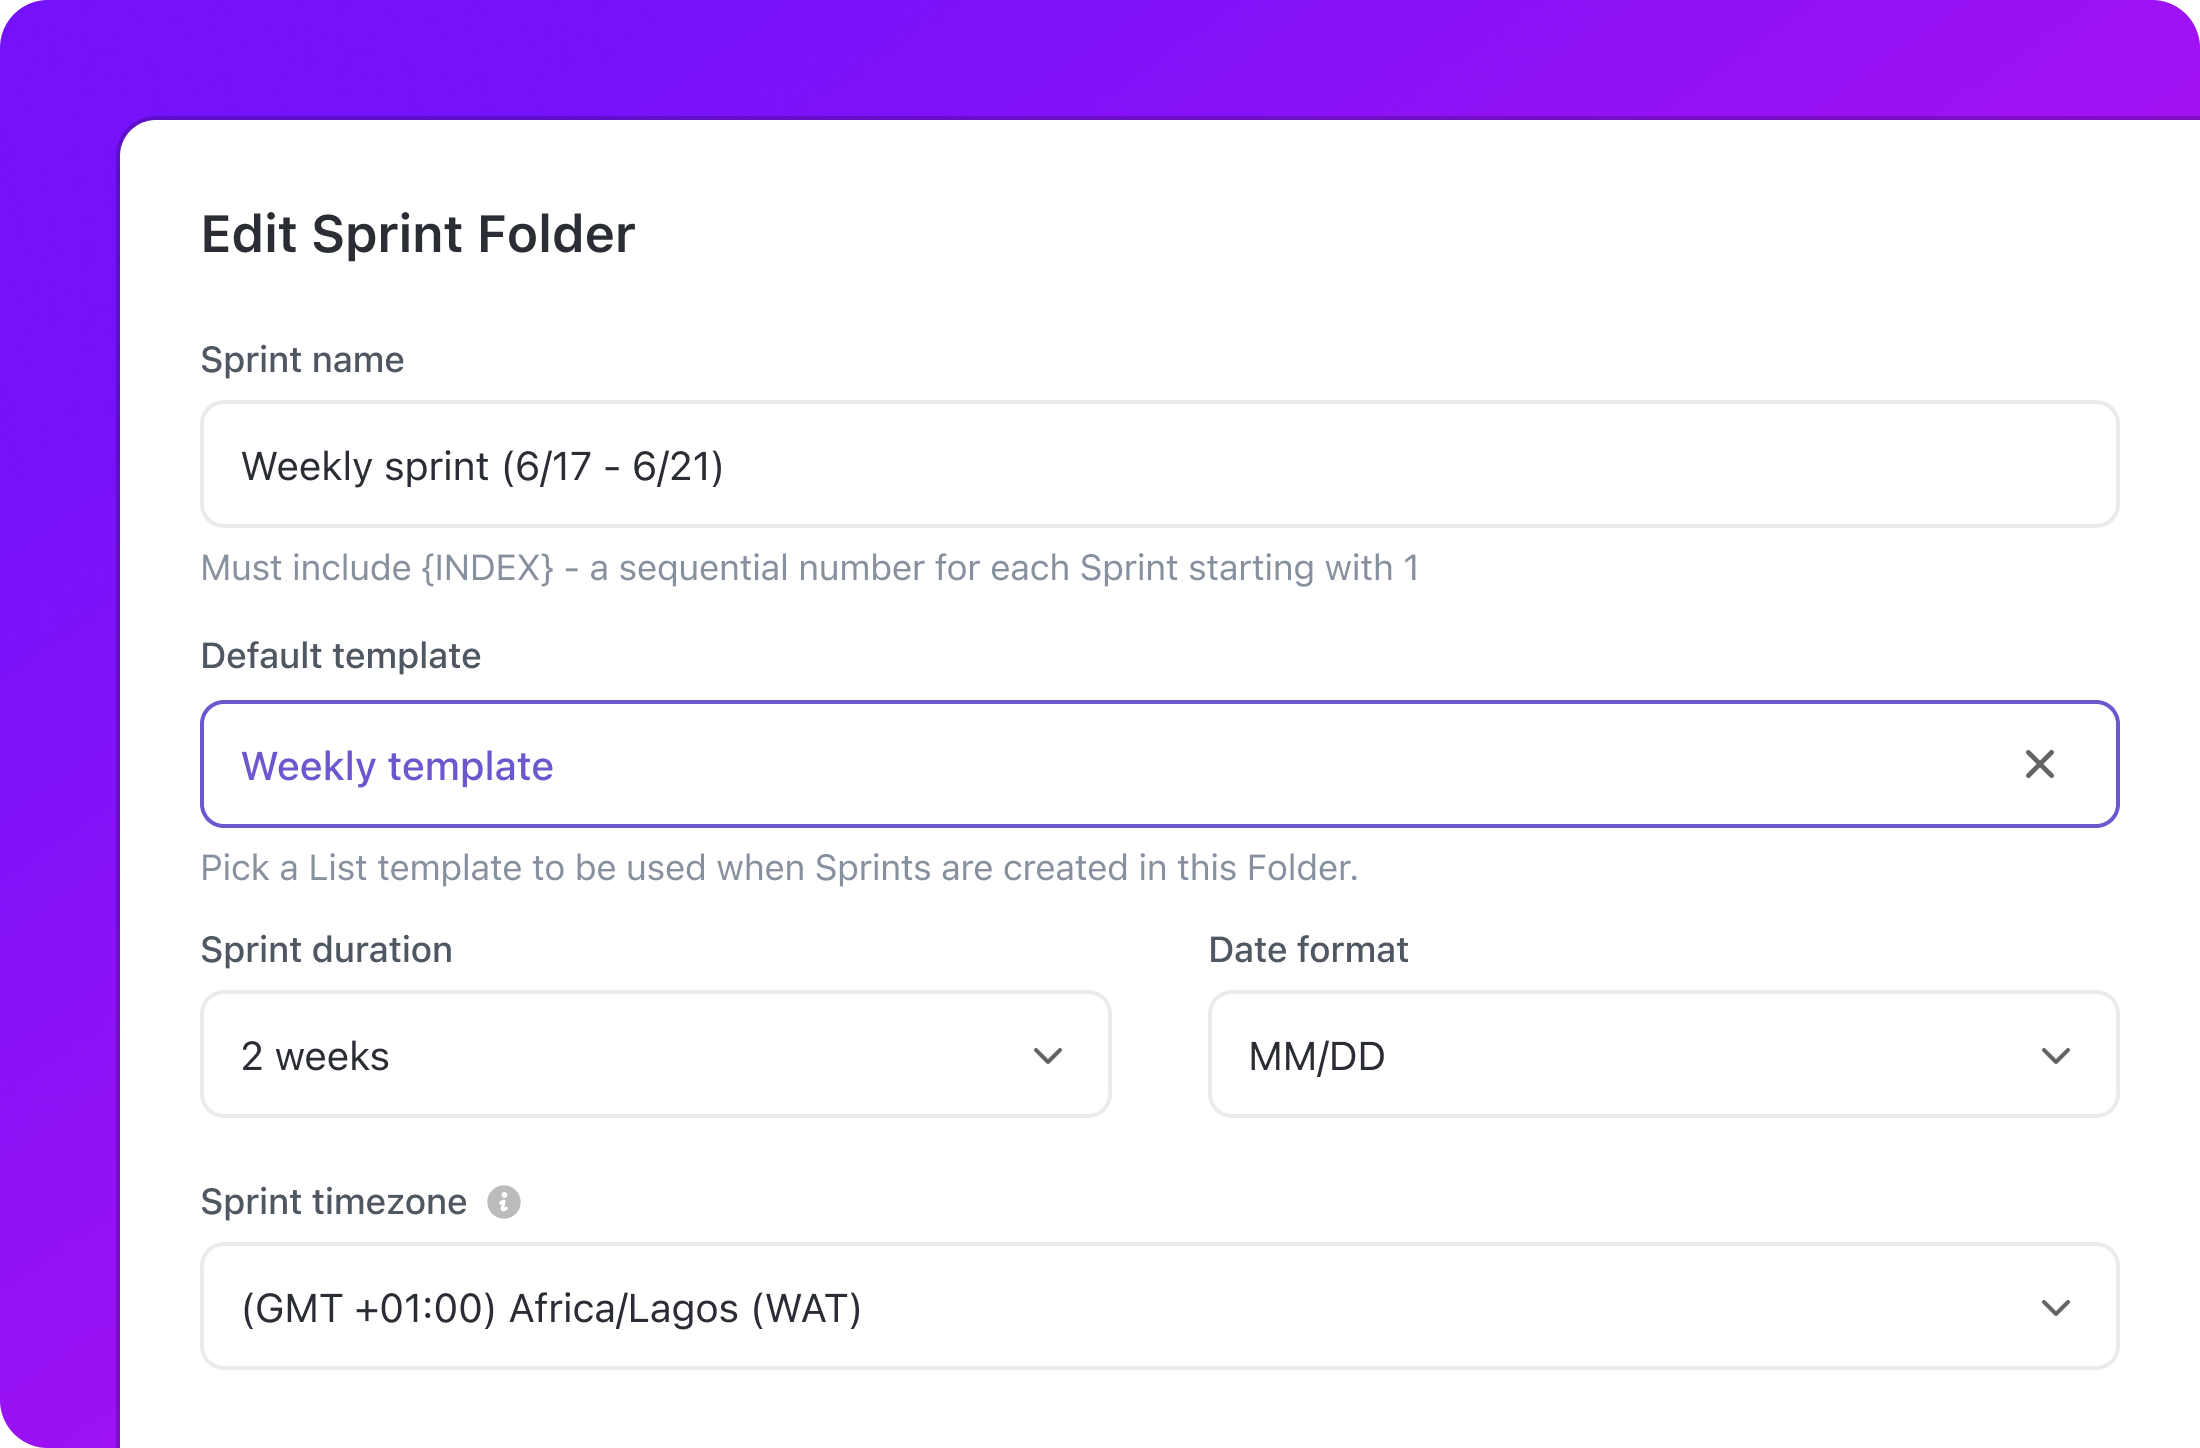 Edit Sprint Folder
Sprint name
Weekly sprint (6/17 - 6/21)
Must include {INDEX} - a sequential number for each Sprint starting with 1
Default template
Weekly template
Pick a List template to be used when Sprints are created in this Folder.
Sprint duration
Date format
2 weeks
MM/DD
Sprint timezone
(GMT +01:00) Africa/Lagos (WAT)